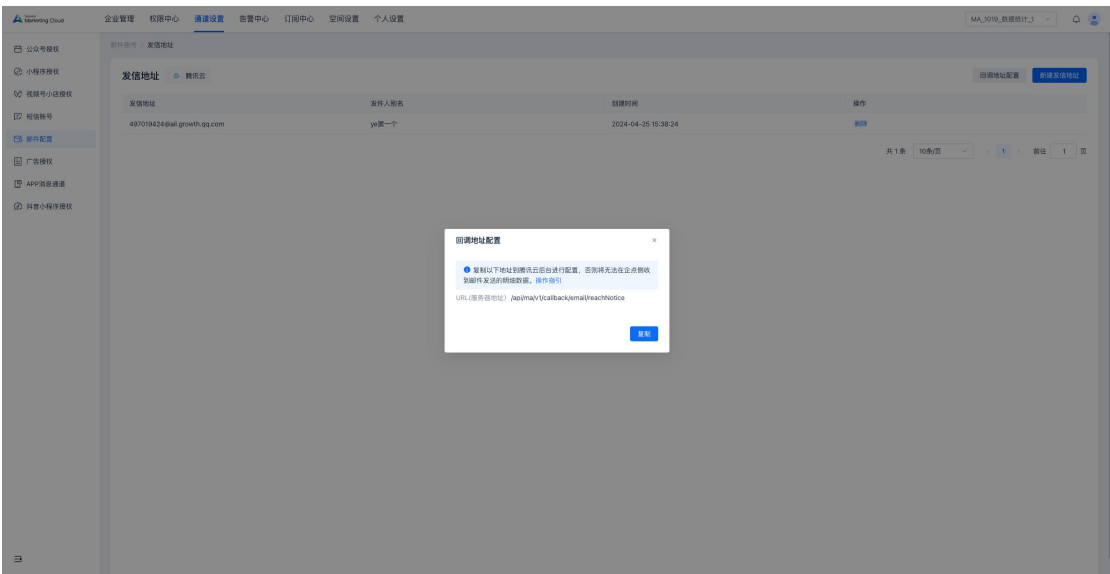 Marketing Cloud
企业管理 权限中心 通道设置 告警中心 订阅中心 空间设置 个人设置
MA_1019_数据统计_1
公众号授权
小程序授权
视频号小店授权
短信账号
邮件配置
广告授权
APP消息通道
抖音小程序授权
邮件账号 / 发信地址
发信地址 腾讯云
回调地址配置 新建发信地址
发信地址 发件人别名 创建时间 操作
497019424@ail.growth.qq.com ye第一个 2024-04-25 15:38:24 删除
共 1 条 10条/页 1 前往 1 页
回调地址配置
复制以下地址到腾讯云后台进行配置，否则将无法在企点侧收
到邮件发送的明细数据。操作指引
URL(服务器地址) /api/ma/v1/callback/email/reachNotice
复制